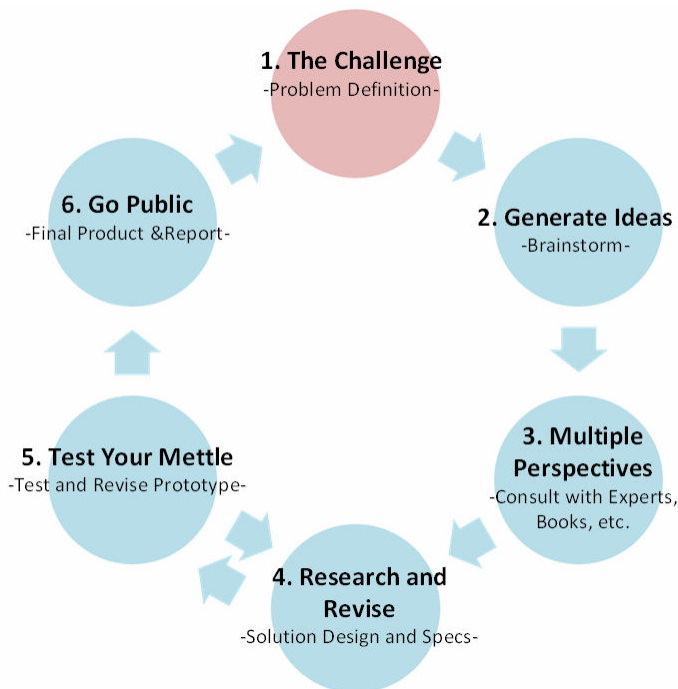 1. The Challenge
-Problem Definition-
2. Generate Ideas
-Brainstorm-
3. Multiple
Perspectives
-Consult with Experts,
Books, etc.
4. Research and
Revise
-Solution Design and Specs-
5. Test Your Mettle
-Test and Revise Prototype-
6. Go Public
-Final Product &Report-